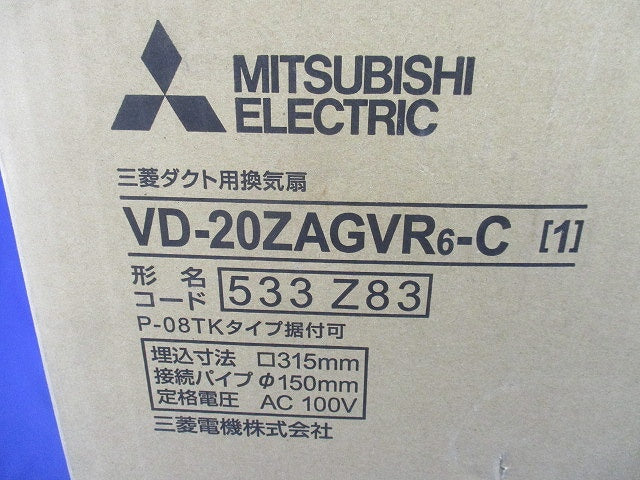 MITSUBISHI
ELECTRIC
三菱ダクト用換気扇
VD-20ZAGVR6-C [1]
形名
コード 533 Z83
P-08TKタイプ据付可
埋込寸法 □315mm
接続パイプ φ150mm
定格電圧 AC 100V
三菱電機株式会社